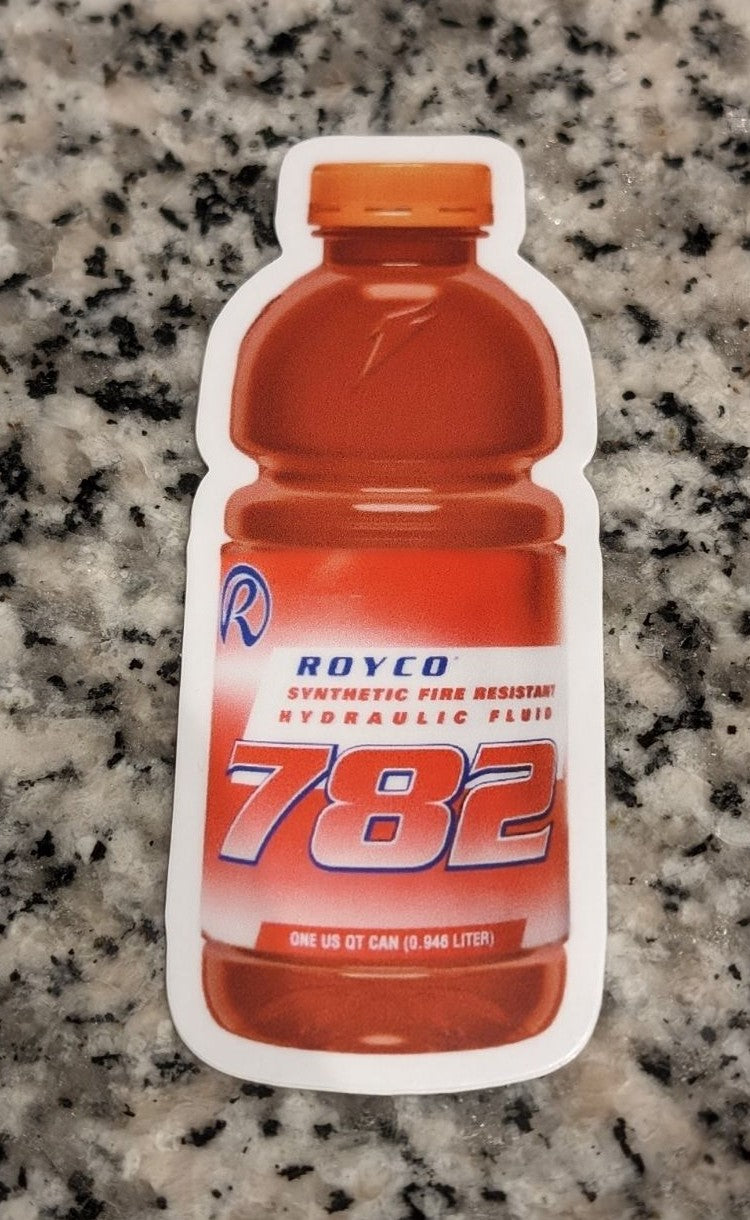 R
ROYCO
SYNTHETIC FIRE RESISTANT
HYDRAULIC FLUID
782
ONE US QT CAN (0.946 LITER)